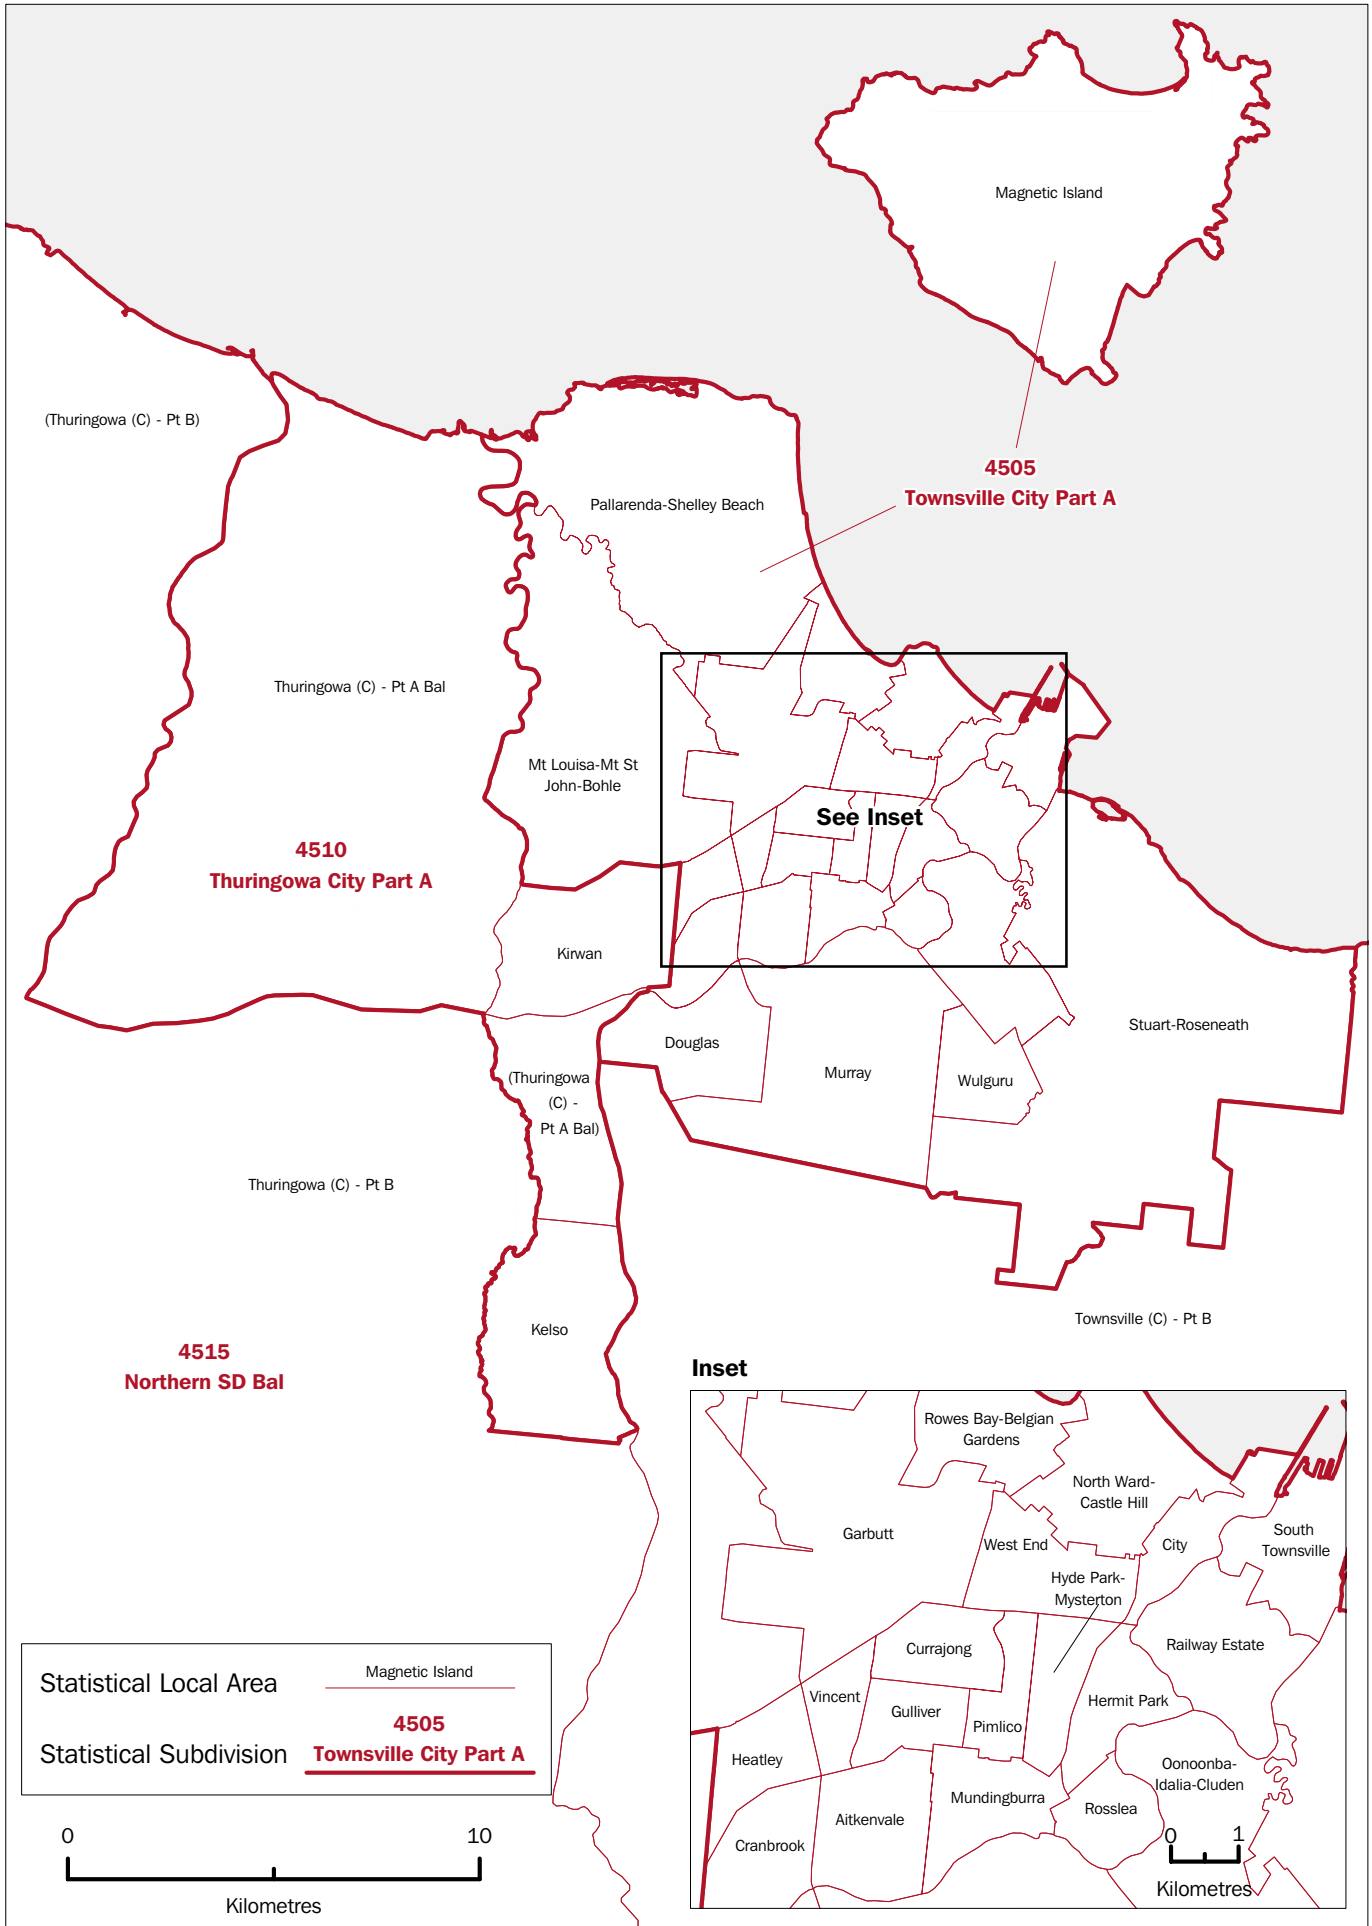 Magnetic Island
(Thuringowa (C) - Pt B)
4505
Townsville City Part A
Pallarenda-Shelley Beach
Thuringowa (C) - Pt A Bal
Mt Louisa-Mt St
John-Bohle
See Inset
4510
Thuringowa City Part A
Kirwan
Stuart-Roseneath
Douglas
Murray
Wulguru
(Thuringowa
(C) -
Pt A Bal)
Thuringowa (C) - Pt B
Townsville (C) - Pt B
Kelso
4515
Northern SD Bal
Inset
Rowes Bay-Belgian
Gardens
North Ward-
Castle Hill
Garbutt
West End
City
South
Townsville
Hyde Park-
Mysterton
Currajong
Railway Estate
Vincent
Gulliver
Pimlico
Hermit Park
Heatley
Oonoonba-
Idalia-Cluden
Mundingburra
Rosslea
Aitkenvale
Cranbrook
0 1
Kilometres
Statistical Local Area
Magnetic Island
Statistical Subdivision
4505
Townsville City Part A
0 10
Kilometres